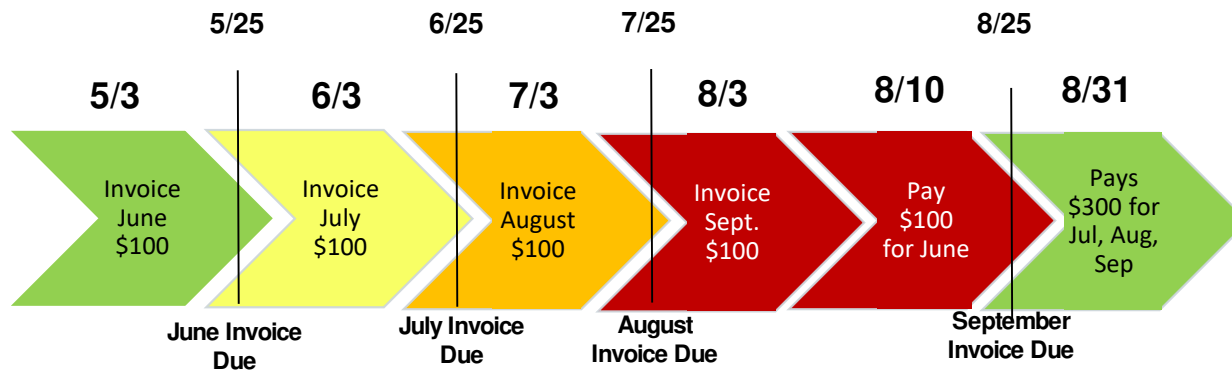 5/25
6/25
7/25
8/25
5/3
6/3
7/3
8/3
8/10
8/31
Invoice
June
$100
Invoice
July
$100
Invoice
August
$100
Invoice
Sept.
$100
Pay
$100
for June
Pays
$300 for
Jul, Aug,
Sep
June Invoice
Due
July Invoice
Due
August
Invoice Due
September
Invoice Due